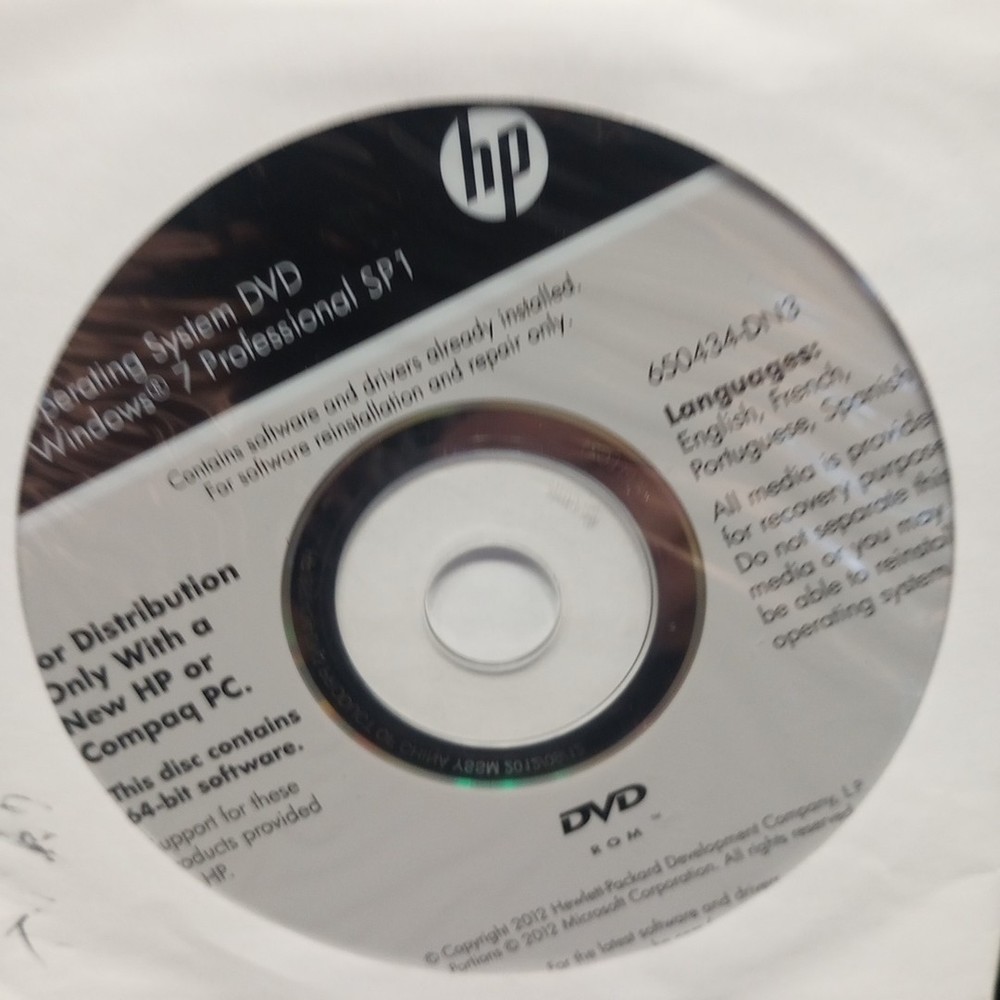 hp
perating System DVD
Windows® 7 Professional SP1
Contains software and drivers already installed.
For software reinstallation and repair only.
650434-DN3
Languages:
English, French,
Portuguese, Spanish
All media is provide
for recovery purpose
Do not separate this
media or you may
be able to reinstal
operating system
or Distribution
Only With a
New HP or
Compaq PC.
This disc contains
64-bit software.
upport for these
oducts provided
HP.
DVD
ROM ™
© Copyright 2012 Hewlett-Packard Development Company, L.P
Portions © 2012 Microsoft Corporation. All rights reserved
For the latest software and drivers